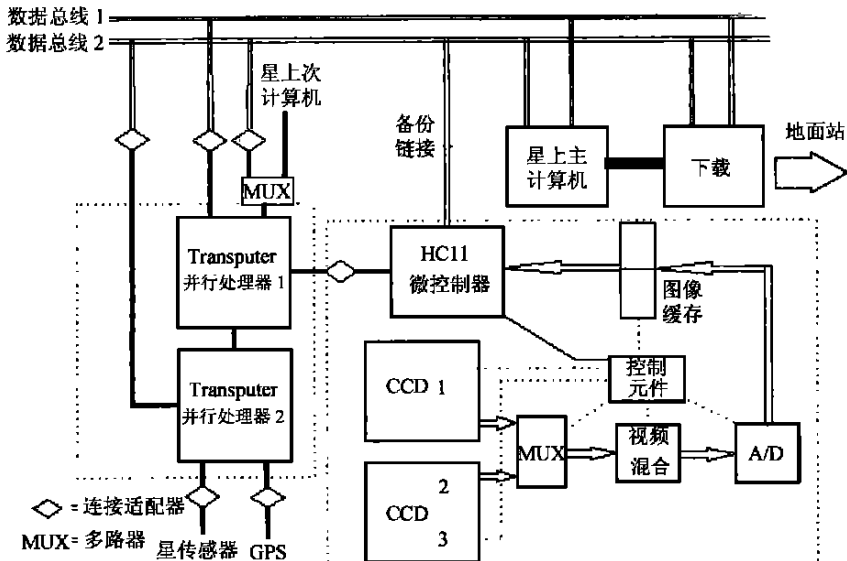 数据总线 1
数据总线 2
星上次
计算机
备份
链接
星上主
计算机
下载
地面站
MUX
Transputer
并行处理器 1
HC11
微控制器
图像
缓存
Transputer
并行处理器 2
CCD 1
控制
元件
MUX
视频
混合
A/D
2
CCD
3
◇ = 连接适配器
MUX= 多路器
星传感器
GPS